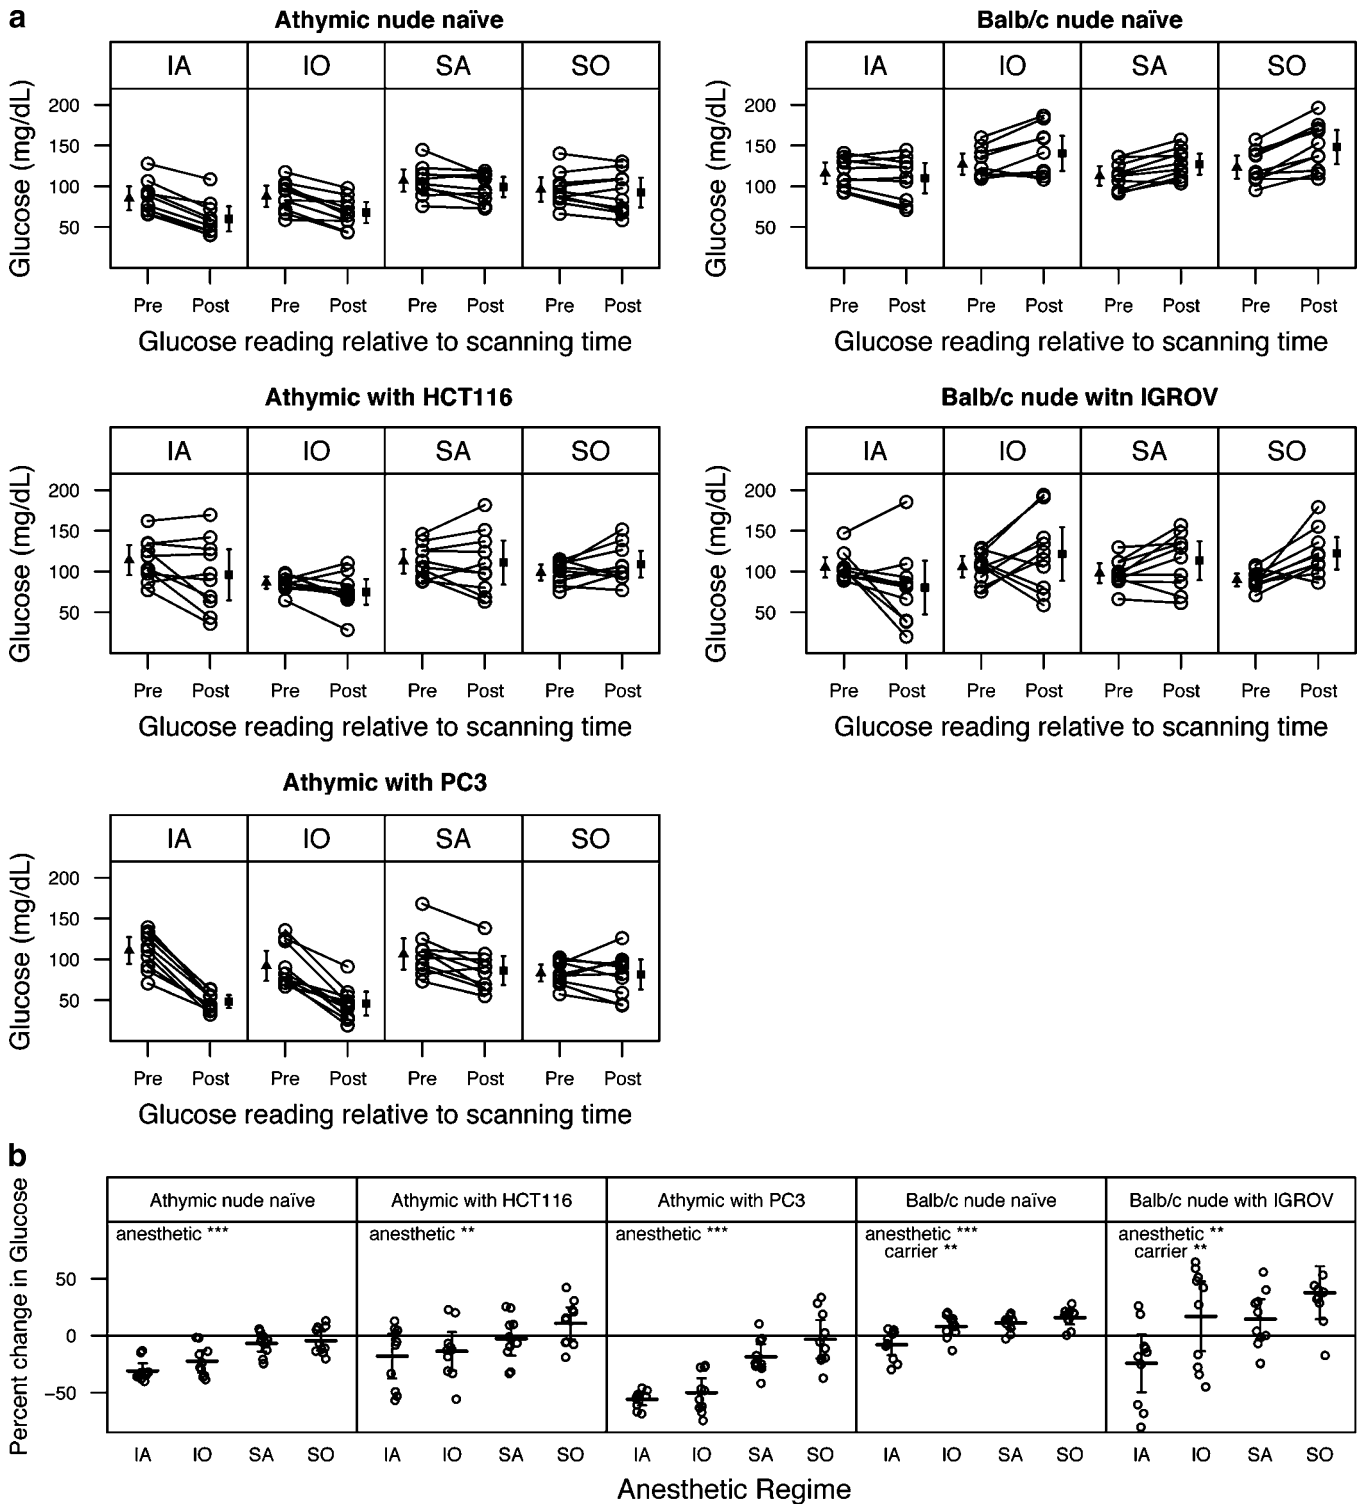 a
Athymic nude naïve
Balb/c nude naïve
IA IO SA SO
IA IO SA SO
Glucose (mg/dL)
200
150
100
50
Glucose (mg/dL)
200
150
100
50
Pre Post Pre Post Pre Post Pre Post
Pre Post Pre Post Pre Post Pre Post
Glucose reading relative to scanning time
Glucose reading relative to scanning time
Athymic with HCT116
Balb/c nude witn IGROV
IA IO SA SO
IA IO SA SO
Glucose (mg/dL)
200
150
100
50
Glucose (mg/dL)
200
150
100
50
Pre Post Pre Post Pre Post Pre Post
Pre Post Pre Post Pre Post Pre Post
Glucose reading relative to scanning time
Glucose reading relative to scanning time
Athymic with PC3
IA IO SA SO
Glucose (mg/dL)
200
150
100
50
Pre Post Pre Post Pre Post Pre Post
Glucose reading relative to scanning time
b
Percent change in Glucose
Athymic nude naïve Athymic with HCT116 Athymic with PC3 Balb/c nude naïve Balb/c nude with IGROV
anesthetic *** anesthetic ** anesthetic *** anesthetic *** anesthetic **
carrier ** carrier **
50
0
−50
IA IO SA SO IA IO SA SO IA IO SA SO IA IO SA SO IA IO SA SO
Anesthetic Regime